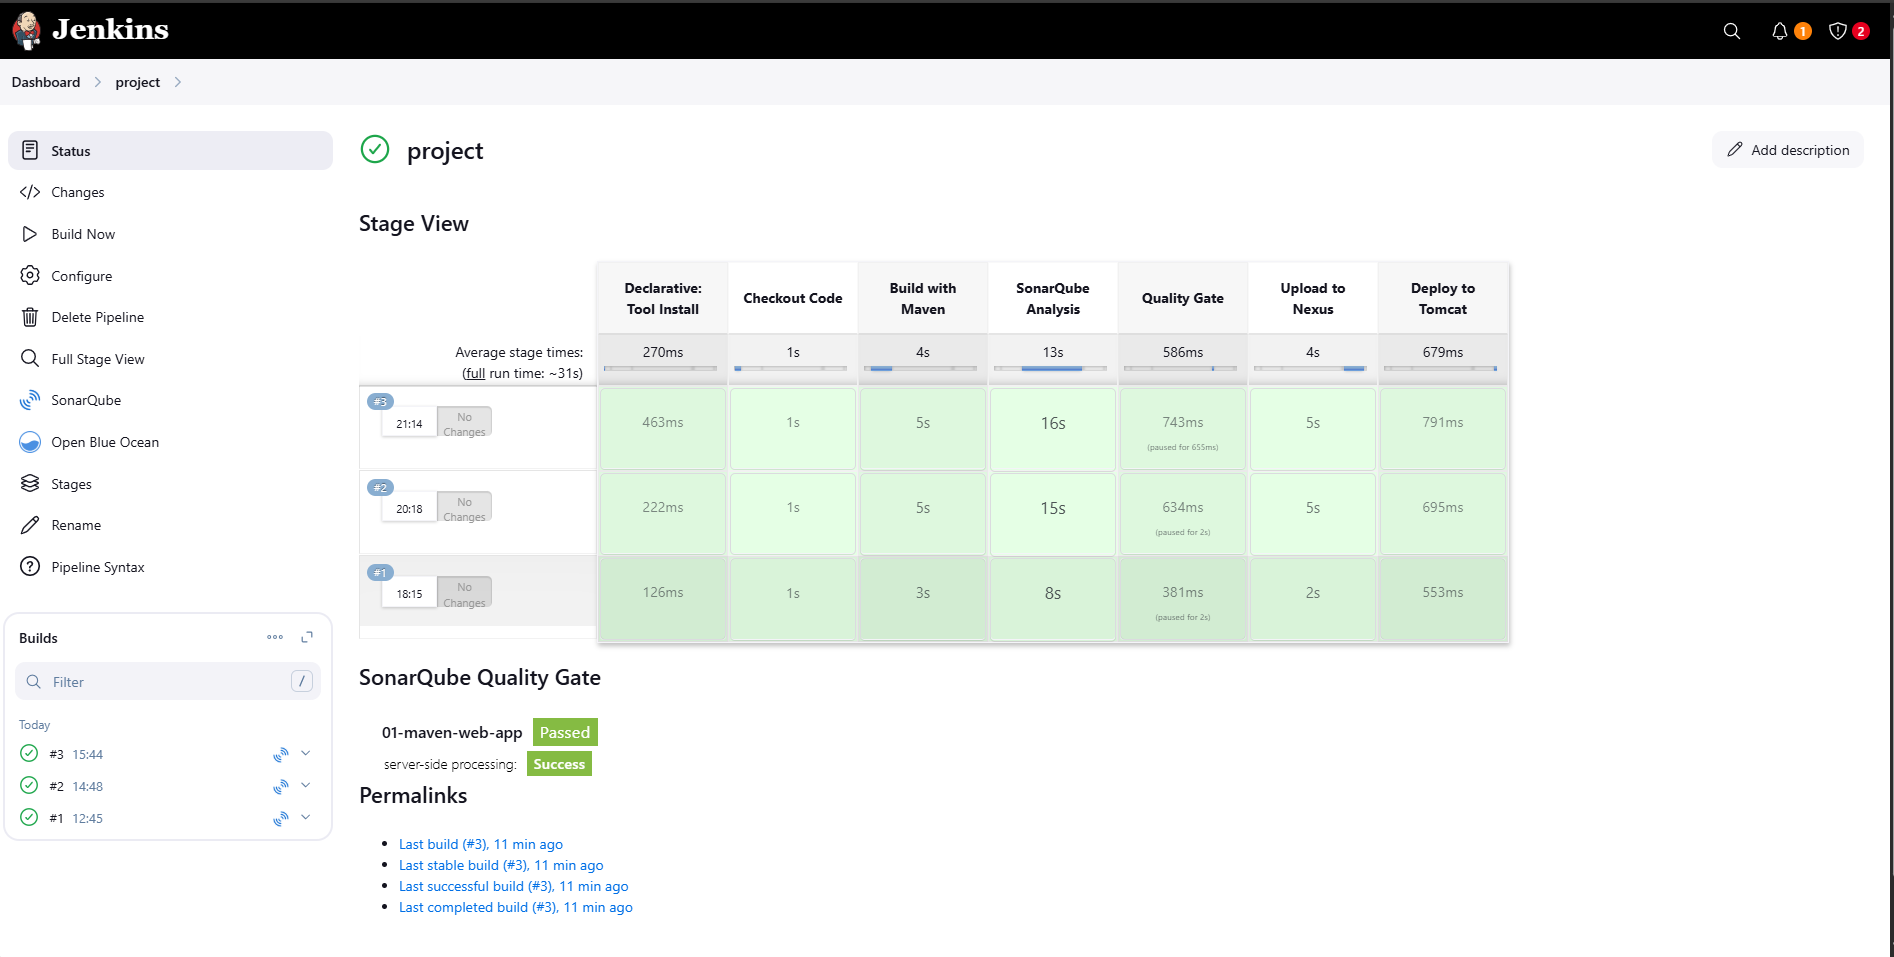 Jenkins
1
2
Dashboard
project
Status
Changes
Build Now
Configure
Delete Pipeline
Full Stage View
SonarQube
Open Blue Ocean
Stages
Rename
Pipeline Syntax
Builds
Filter
/
Today
#3 15:44
#2 14:48
#1 12:45
project
Add description
Stage View
Declarative:
Tool Install
Checkout Code
Build with
Maven
SonarQube
Analysis
Quality Gate
Upload to
Nexus
Deploy to
Tomcat
Average stage times:
(full run time: ~31s)
270ms
1s
4s
13s
586ms
4s
679ms
#3
21:14
No
Changes
463ms
1s
5s
16s
743ms
(paused for 655ms)
5s
791ms
#2
20:18
No
Changes
222ms
1s
5s
15s
634ms
(paused for 2s)
5s
695ms
#1
18:15
No
Changes
126ms
1s
3s
8s
381ms
(paused for 2s)
2s
553ms
SonarQube Quality Gate
01-maven-web-app Passed
server-side processing: Success
Permalinks
Last build (#3), 11 min ago
Last stable build (#3), 11 min ago
Last successful build (#3), 11 min ago
Last completed build (#3), 11 min ago